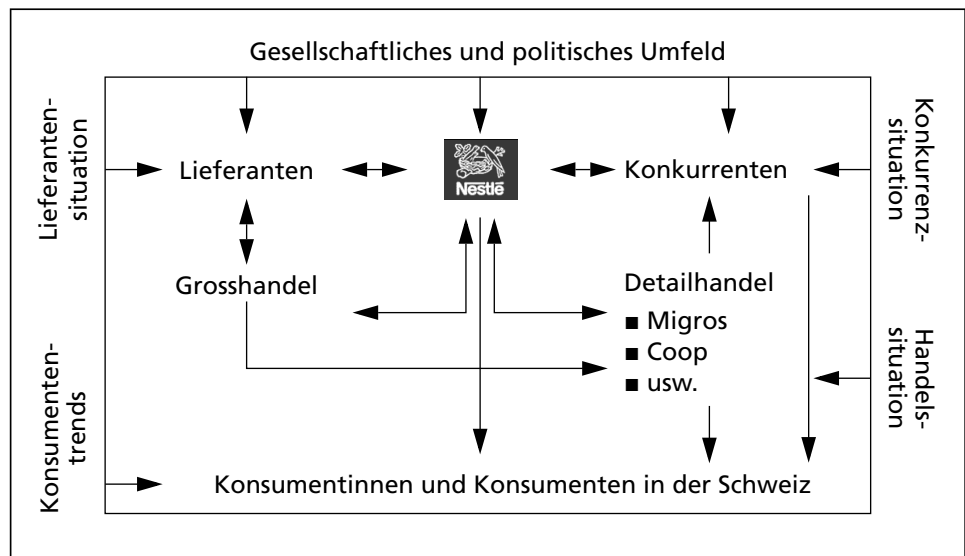 Gesellschaftliches und politisches Umfeld
Lieferanten-
situation
Konkurrenz-
situation
Lieferanten
Nestlé
Konkurrenten
Grosshandel
Detailhandel
■ Migros
■ Coop
■ usw.
Konsumenten-
trends
Handels-
situation
Konsumentinnen und Konsumenten in der Schweiz